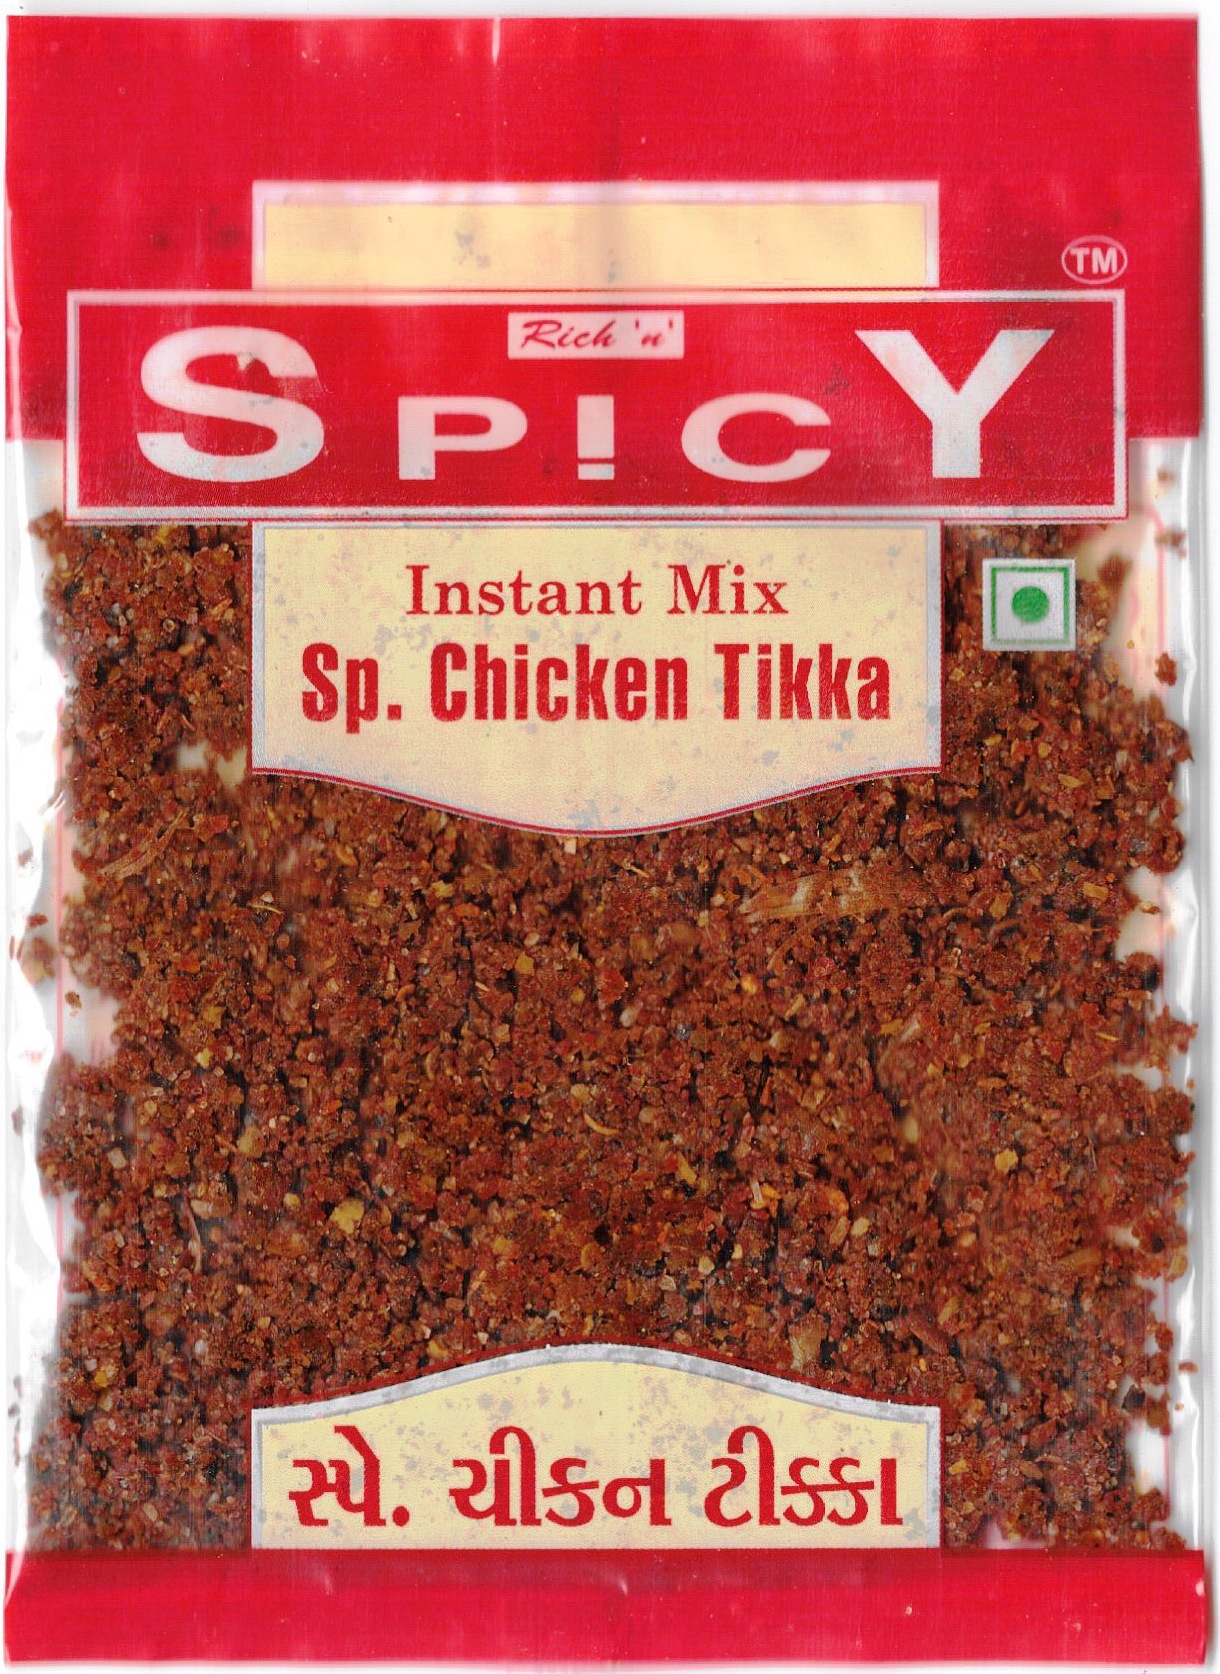 TM
Rich 'n'
SP!CY
Instant Mix
Sp. Chicken Tikka
સ્પે. ચીકન ટીક્કા